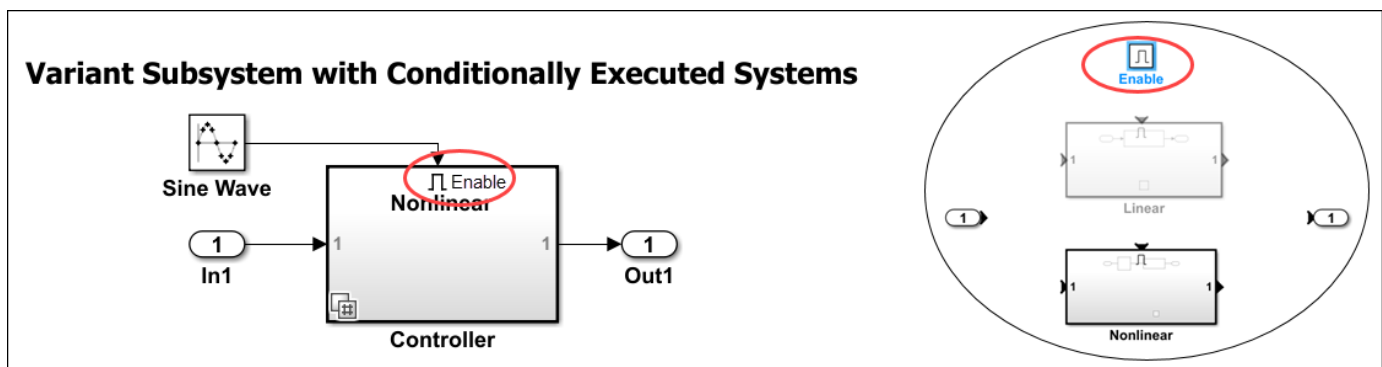 Variant Subsystem with Conditionally Executed Systems
Sine Wave
Enable
Nonlinear
1
In1
1
1
1
Out1
Controller
Enable
1
1
Linear
1
1
1
1
Nonlinear